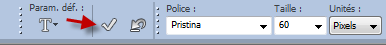 Param. déf. : Police : Taille : Unités :
T Pristina 60 Pixels